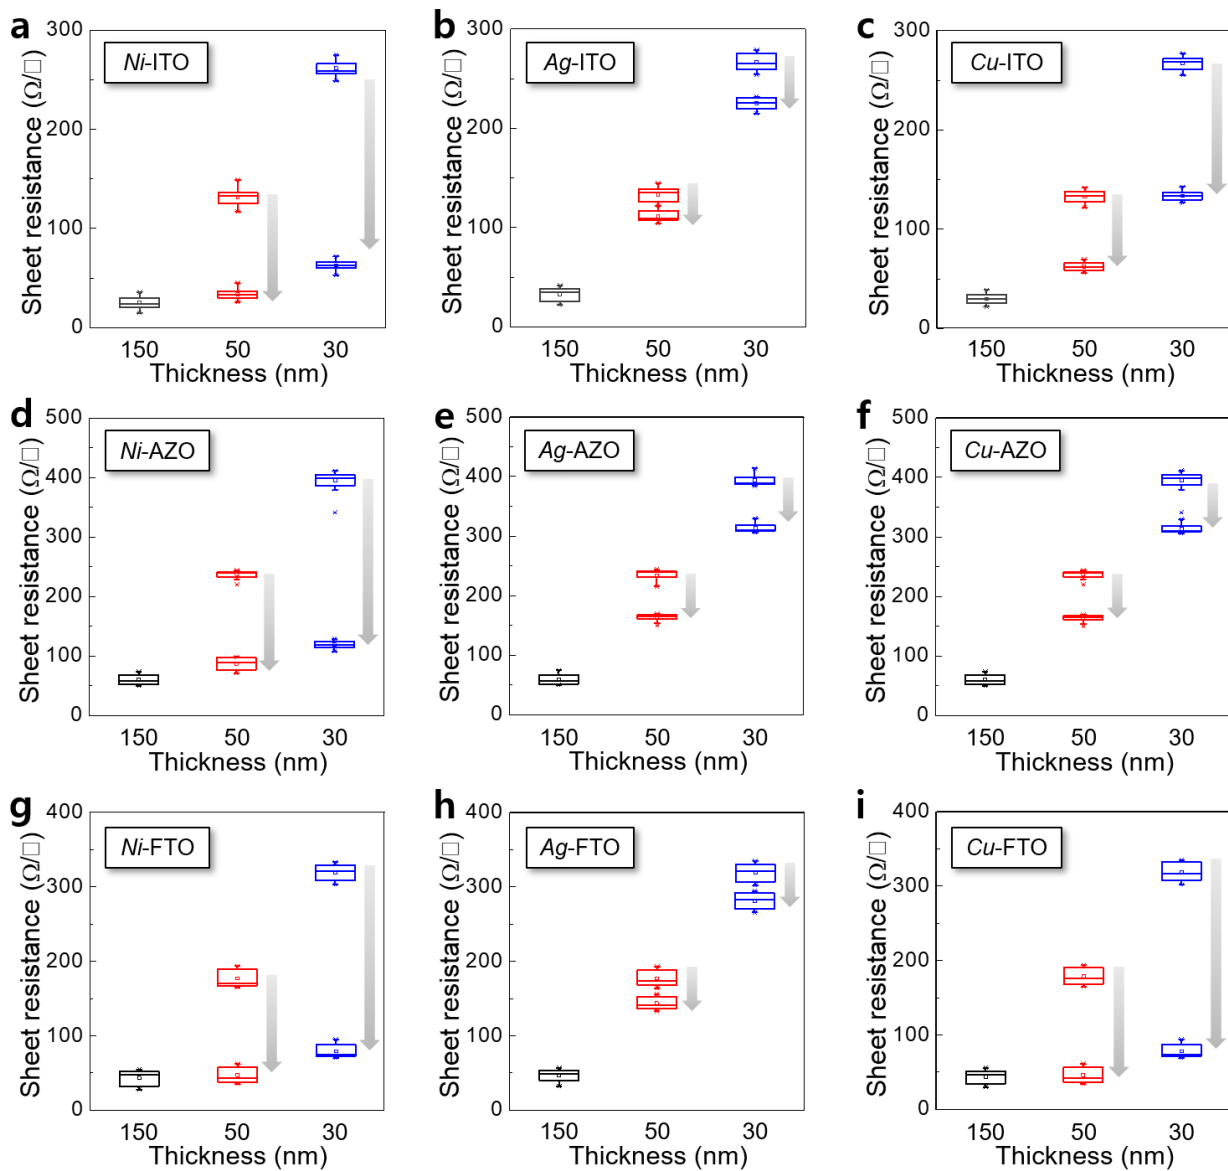 a
Ni-ITO
Sheet resistance (Ω/□)
300
200
100
0
150
50
30
Thickness (nm)
b
Ag-ITO
Sheet resistance (Ω/□)
300
200
100
0
150
50
30
Thickness (nm)
c
Cu-ITO
Sheet resistance (Ω/□)
300
200
100
0
150
50
30
Thickness (nm)
d
Ni-AZO
Sheet resistance (Ω/□)
500
400
300
200
100
0
150
50
30
Thickness (nm)
e
Ag-AZO
Sheet resistance (Ω/□)
500
400
300
200
100
0
150
50
30
Thickness (nm)
f
Cu-AZO
Sheet resistance (Ω/□)
500
400
300
200
100
0
150
50
30
Thickness (nm)
g
Ni-FTO
Sheet resistance (Ω/□)
400
300
200
100
0
150
50
30
Thickness (nm)
h
Ag-FTO
Sheet resistance (Ω/□)
400
300
200
100
0
150
50
30
Thickness (nm)
i
Cu-FTO
Sheet resistance (Ω/□)
400
300
200
100
0
150
50
30
Thickness (nm)